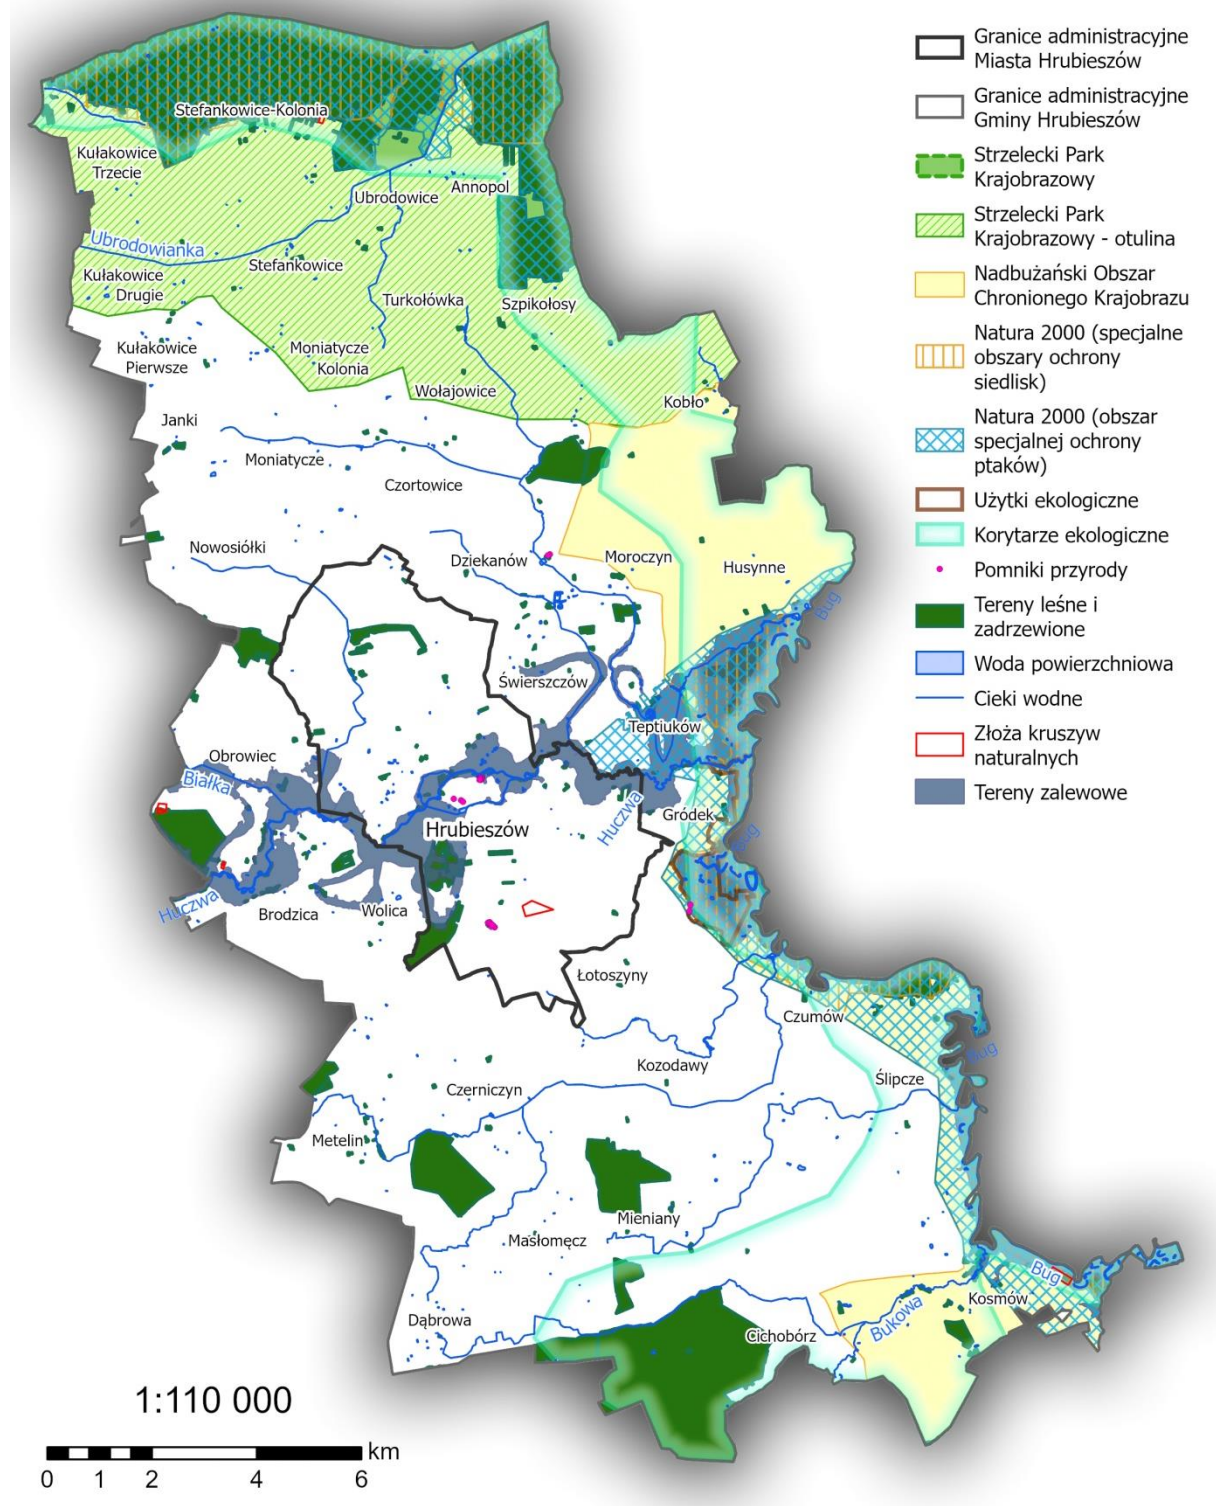 Granice administracyjne
Miasta Hrubieszów
Granice administracyjne
Gminy Hrubieszów
Strzelecki Park
Krajobrazowy
Strzelecki Park
Krajobrazowy - otulina
Nadbużański Obszar
Chronionego Krajobrazu
Natura 2000 (specjalne
obszary ochrony
siedlisk)
Natura 2000 (obszar
specjalnej ochrony
ptaków)
Użytki ekologiczne
Korytarze ekologiczne
Pomniki przyrody
Tereny leśne i
zadrzewione
Woda powierzchniowa
Cieki wodne
Złoża kruszyw
naturalnych
Tereny zalewowe
Stefankowice-Kolonia
Kułakowice
Trzecie
Ubrodowice
Annopol
Ubrodowianka
Stefankowice
Kułakowice
Drugie
Turkołówka
Szpikołosy
Kułakowice
Pierwsze
Moniatycze
Kolonia
Wołajowice
Kobło
Janki
Moniatycze
Czortowice
Nowosiółki
Dziekanów
Moroczyn
Husynne
Bug
Świerszczów
Teptiuków
Obrowiec
Białka
Huczwa
Gródek
Hrubieszów
Bug
Huczwa
Brodzica
Wolica
Łotoszyny
Czumów
Bug
Kozodawy
Ślipcze
Czerniczyn
Metelin
Mieniany
Masłomęcz
Bug
Kosmów
Bukowa
Dąbrowa
Cichobórz
1:110 000
km
0 1 2 4 6